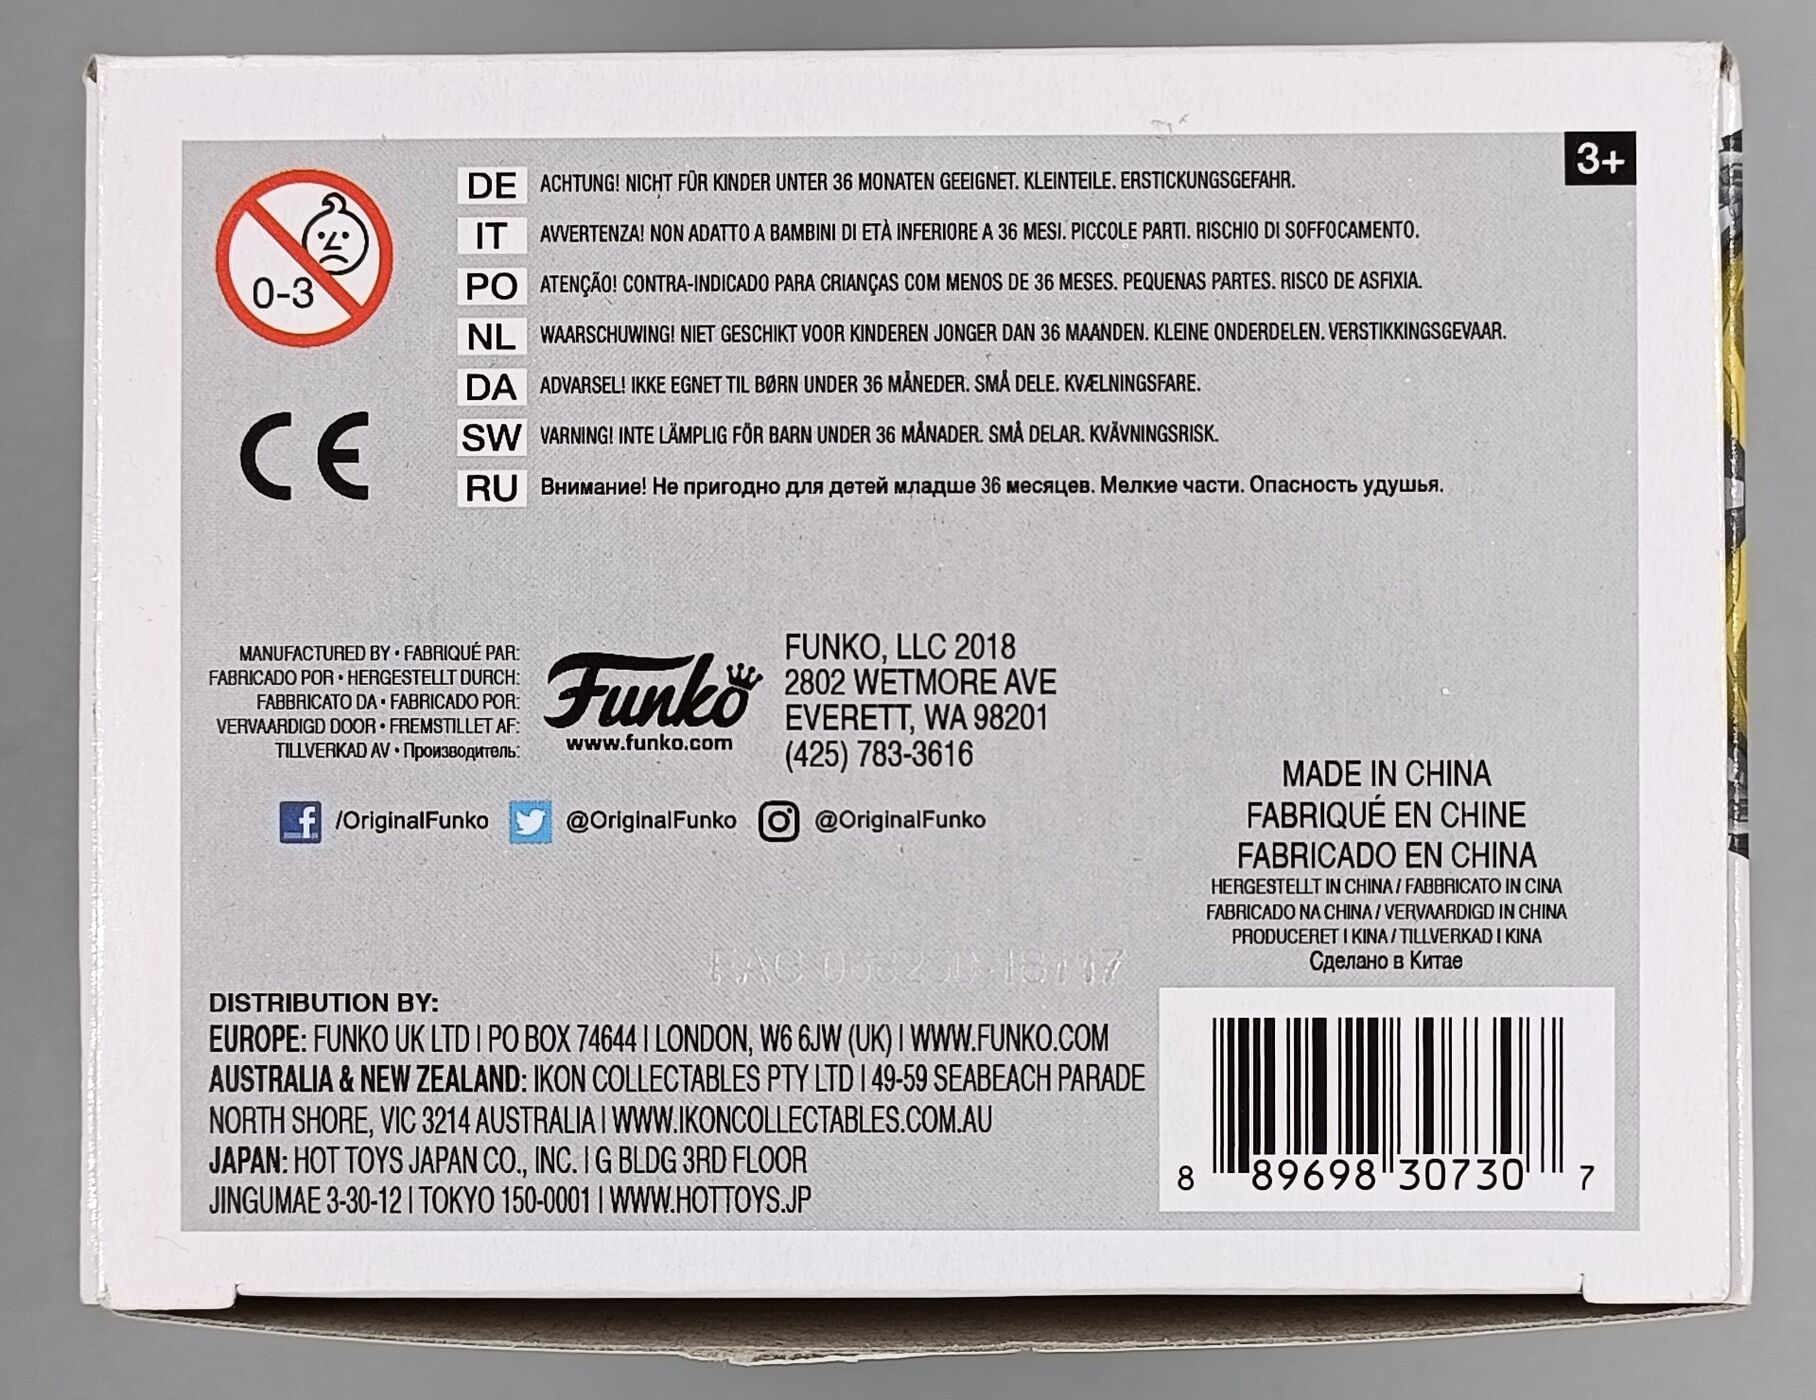 3+
0-3
DE ACHTUNG! NICHT FÜR KINDER UNTER 36 MONATEN GEEIGNET. KLEINTEILE. ERSTICKUNGSGEFAHR.
IT AVVERTENZA! NON ADATTO A BAMBINI DI ETÀ INFERIORE A 36 MESI. PICCOLE PARTI. RISCHIO DI SOFFOCAMENTO.
PO ATENÇÃO! CONTRA-INDICADO PARA CRIANÇAS COM MENOS DE 36 MESES. PEQUENAS PARTES. RISCO DE ASFIXIA.
NL WAARSCHUWING! NIET GESCHIKT VOOR KINDEREN JONGER DAN 36 MAANDEN. KLEINE ONDERDELEN. VERSTIKKINGSGEVAAR.
DA ADVARSEL! IKKE EGNET TIL BØRN UNDER 36 MÅNEDER. SMÅ DELE. KVÆLNINGSFARE.
SW VARNING! INTE LÄMPLIG FÖR BARN UNDER 36 MÅNADER. SMÅ DELAR. KVÄVNINGSRISK.
RU Внимание! Не пригодно для детей младше 36 месяцев. Мелкие части. Опасность удушья.
CE
MANUFACTURED BY • FABRIQUÉ PAR:
FABRICADO POR • HERGESTELLT DURCH:
FABBRICATO DA • FABRICADO POR:
VERVAARDIGD DOOR • FREMSTILLET AF:
TILLVERKAD AV • Производитель:
Funko
www.funko.com
FUNKO, LLC 2018
2802 WETMORE AVE
EVERETT, WA 98201
(425) 783-3616
/OriginalFunko @OriginalFunko @OriginalFunko
MADE IN CHINA
FABRIQUÉ EN CHINE
FABRICADO EN CHINA
HERGESTELLT IN CHINA / FABBRICATO IN CINA
FABRICADO NA CHINA / VERVAARDIGD IN CHINA
PRODUCERET I KINA / TILLVERKAD I KINA
Сделано в Китае
DISTRIBUTION BY:
EUROPE: FUNKO UK LTD | PO BOX 74644 | LONDON, W6 6JW (UK) | WWW.FUNKO.COM
AUSTRALIA & NEW ZEALAND: IKON COLLECTABLES PTY LTD | 49-59 SEABEACH PARADE
NORTH SHORE, VIC 3214 AUSTRALIA | WWW.IKONCOLLECTABLES.COM.AU
JAPAN: HOT TOYS JAPAN CO., INC. | G BLDG 3RD FLOOR
JINGUMAE 3-30-12 | TOKYO 150-0001 | WWW.HOTTOYS.JP
8 89698 30730 7